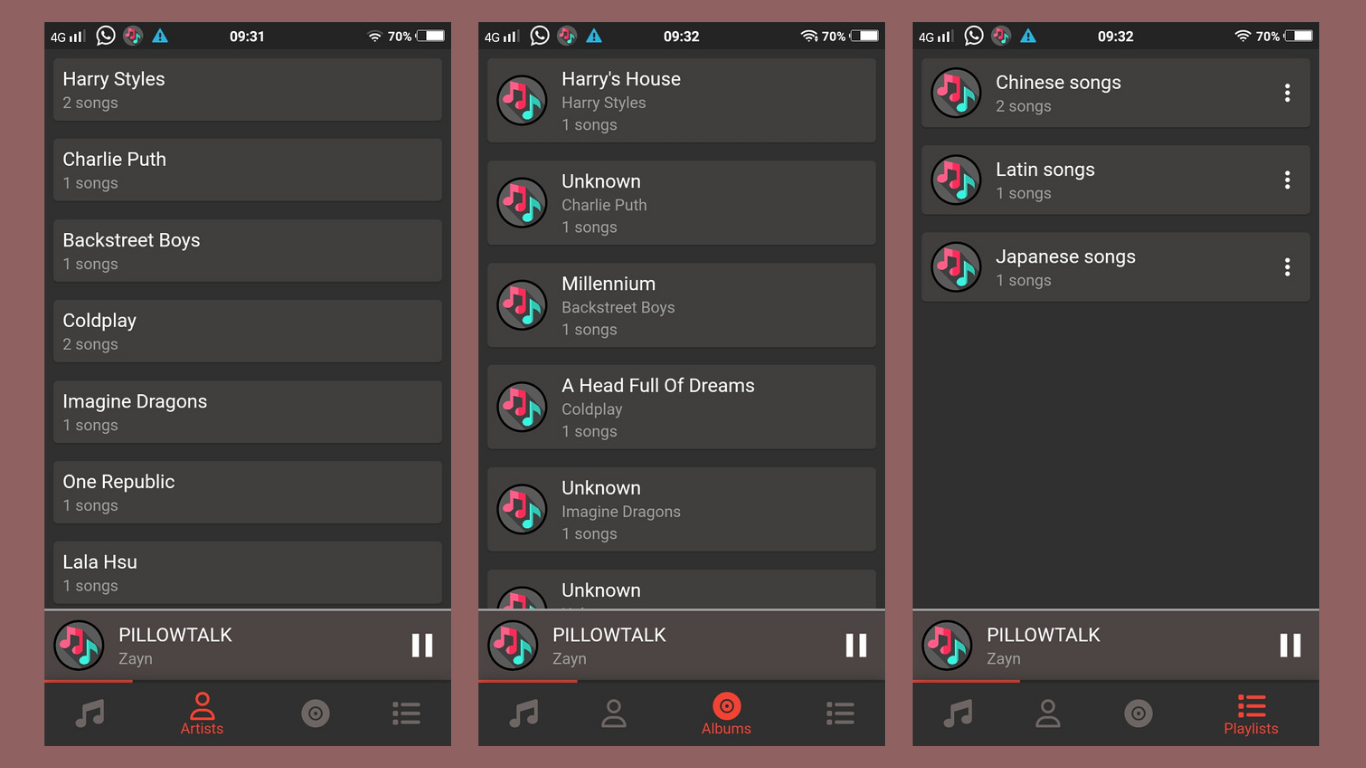 4G 09:31 70%
Harry Styles
2 songs
Charlie Puth
1 songs
Backstreet Boys
1 songs
Coldplay
2 songs
Imagine Dragons
1 songs
One Republic
1 songs
Lala Hsu
1 songs
PILLOWTALK
Zayn
Artists
4G 09:32 70%
Harry's House
Harry Styles
1 songs
Unknown
Charlie Puth
1 songs
Millennium
Backstreet Boys
1 songs
A Head Full Of Dreams
Coldplay
1 songs
Unknown
Imagine Dragons
1 songs
Unknown
PILLOWTALK
Zayn
Albums
4G 09:32 70%
Chinese songs
2 songs
Latin songs
1 songs
Japanese songs
1 songs
PILLOWTALK
Zayn
Playlists